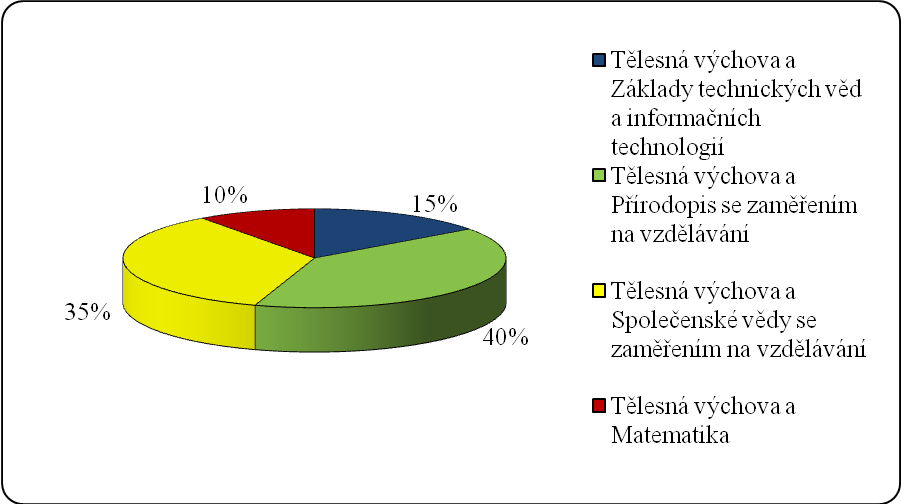 10%
15%
35%
40%
Tělesná výchova a
Základy technických věd
a informačních
technologií
Tělesná výchova a
Přírodopis se zaměřením
na vzdělávání
Tělesná výchova a
Společenské vědy se
zaměřením na vzdělávání
Tělesná výchova a
Matematika